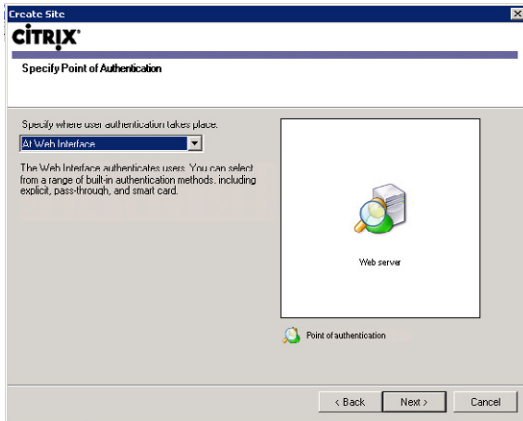 Create Site
CITRIX
Specify Point of Authentication
Specify where user authentication takes place.
At Web Interface
The Web Interface authenticates users. You can select
from a range of built-in authentication methods, including
explicit, pass-through, and smart card.
Web server
Point of authentication
< Back
Next >
Cancel